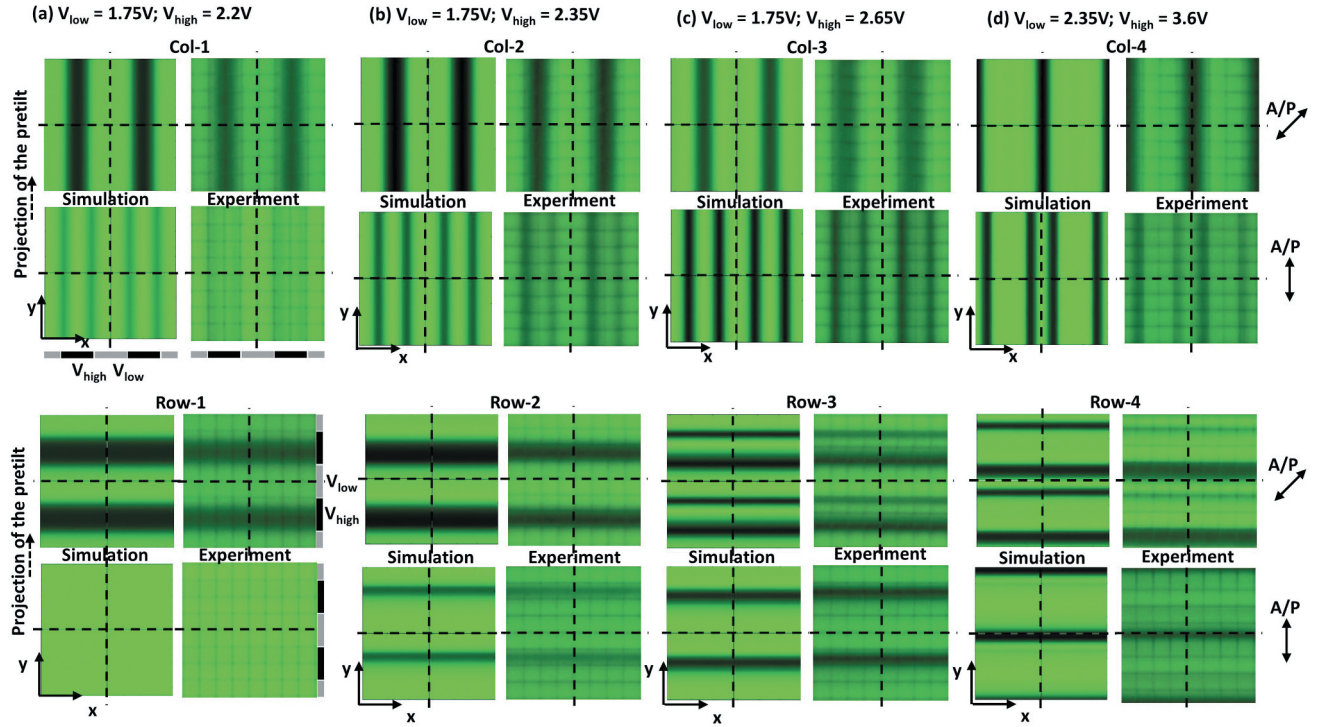 (a) Vlow = 1.75V; Vhigh = 2.2V
(b) Vlow = 1.75V; Vhigh = 2.35V
(c) Vlow = 1.75V; Vhigh = 2.65V
(d) Vlow = 2.35V; Vhigh = 3.6V
Col-1
Col-2
Col-3
Col-4
Projection of the pretilt
A/P
Simulation
Experiment
Simulation
Experiment
Simulation
Experiment
Simulation
Experiment
A/P
y
x
y
x
y
x
y
x
Vhigh Vlow
Row-1
Row-2
Row-3
Row-4
Projection of the pretilt
Vlow
Vhigh
A/P
Simulation
Experiment
Simulation
Experiment
Simulation
Experiment
Simulation
Experiment
A/P
y
x
y
x
y
x
y
x